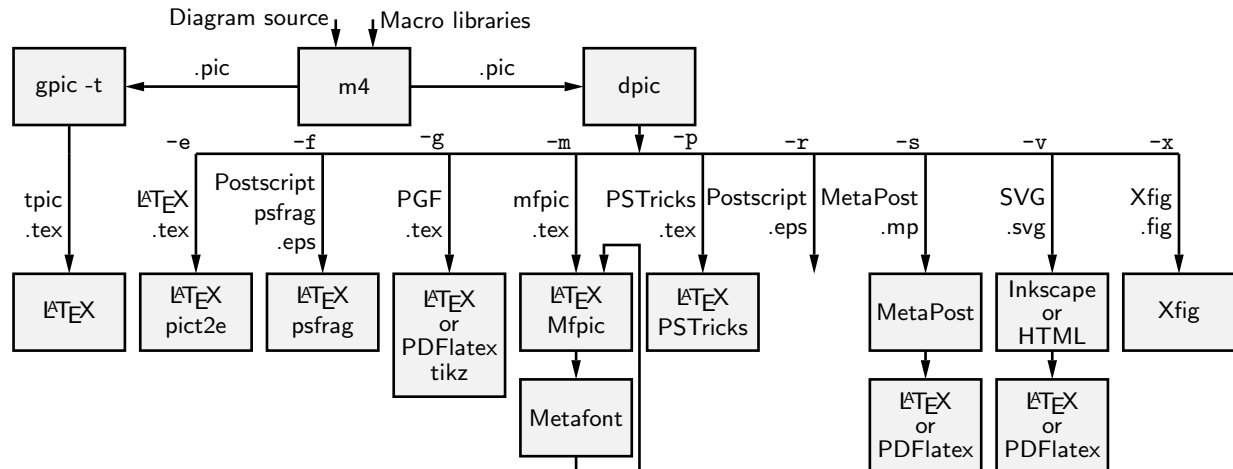 Diagram source
Macro libraries
gpic -t
.pic
m4
.pic
dpic
-e
-f
-g
-m
-p
-r
-s
-v
-x
tpic
.tex
LATEX
.tex
Postscript
psfrag
.eps
PGF
.tex
mfpic
.tex
PSTricks
.tex
Postscript
.eps
MetaPost
.mp
SVG
.svg
Xfig
.fig
LATEX
LATEX
pict2e
LATEX
psfrag
LATEX
or
PDFlatex
tikz
LATEX
Mfpic
LATEX
PSTricks
MetaPost
Inkscape
or
HTML
Xfig
Metafont
LATEX
or
PDFlatex
LATEX
or
PDFlatex